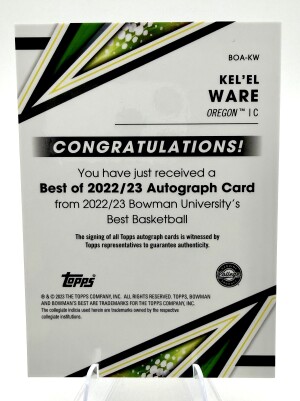 BOA-KW
KEL'EL
WARE
OREGON™ | C
CONGRATULATIONS!
You have just received a
Best of 2022/23 Autograph Card
from 2022/23 Bowman University's
Best Basketball
The signing of all Topps autograph cards is witnessed by
Topps representatives to guarantee authenticity.
Topps
® & © 2023 THE TOPPS COMPANY, INC. ALL RIGHTS RESERVED. TOPPS, BOWMAN
AND BOWMAN'S BEST ARE TRADEMARKS FOR THE TOPPS COMPANY, INC.
The collegiate indicia used herein are trademarks owned by the respective
collegiate institutions.